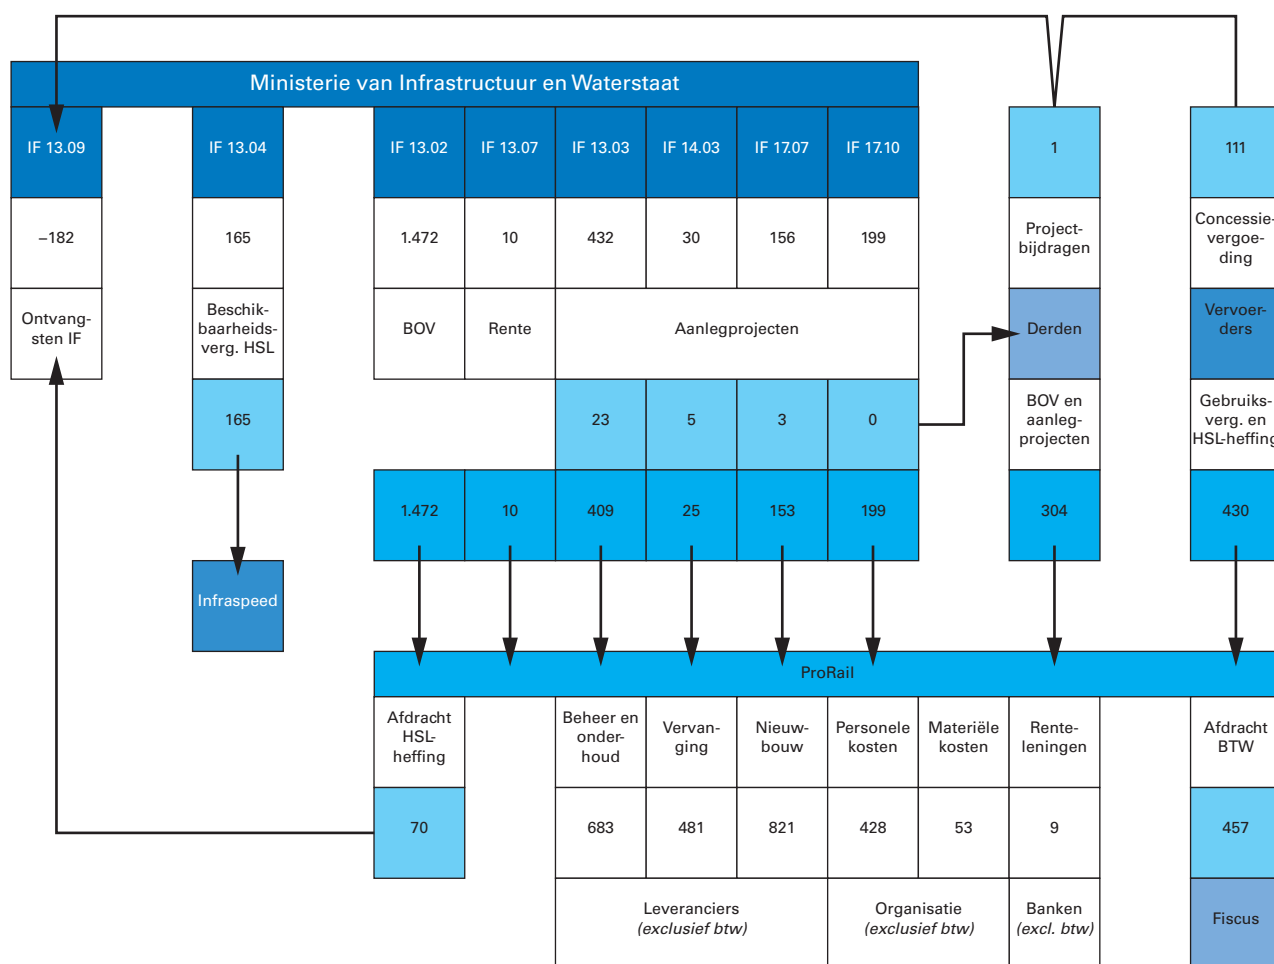 Ministerie van Infrastructuur en Waterstaat
IF 13.09
IF 13.04
IF 13.02
IF 13.07
IF 13.03
IF 14.03
IF 17.07
IF 17.10
1
111
–182
165
1.472
10
432
30
156
199
Project-
bijdragen
Concessie-
vergoe-
ding
Ontvang-
sten IF
Beschik-
baarheids-
verg. HSL
BOV
Rente
Aanlegprojecten
Derden
Vervoer-
ders
165
23
5
3
0
BOV en
aanleg-
projecten
Gebruiks-
verg. en
HSL-heffing
1.472
10
409
25
153
199
304
430
Infraspeed
ProRail
Afdracht
HSL-
heffing
Beheer en
onder-
houd
Vervan-
ging
Nieuw-
bouw
Personele
kosten
Materiële
kosten
Rente-
leningen
Afdracht
BTW
70
683
481
821
428
53
9
457
Leveranciers
(exclusief btw)
Organisatie
(exclusief btw)
Banken
(excl. btw)
Fiscus